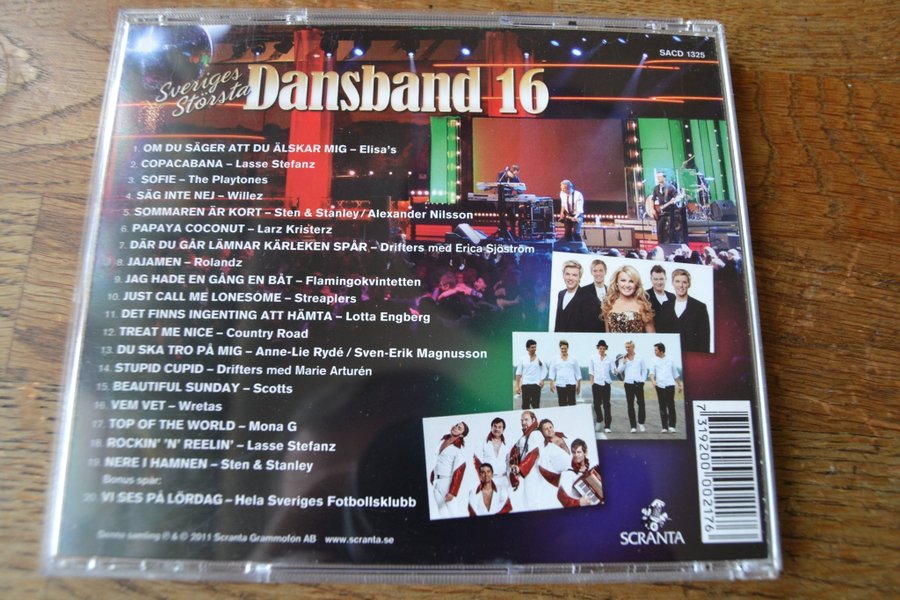 SACD 1325
Sveriges
Största
Dansband 16
1. OM DU SÄGER ATT DU ÄLSKAR MIG – Elisa's
2. COPACABANA – Lasse Stefanz
3. SOFIE – The Playtones
4. SÄG INTE NEJ – Willez
5. SOMMAREN ÄR KORT – Sten & Stanley / Alexander Nilsson
6. PAPAYA COCONUT – Larz Kristerz
7. DÄR DU GÅR LÄMNAR KÄRLEKEN SPÅR – Drifters med Erica Sjöström
8. JAJAMEN – Rolandz
9. JAG HADE EN GÅNG EN BÅT – Flamingokvintetten
10. JUST CALL ME LONESOME – Streaplers
11. DET FINNS INGENTING ATT HÄMTA – Lotta Engberg
12. TREAT ME NICE – Country Road
13. DU SKA TRO PÅ MIG – Anne-Lie Rydé / Sven-Erik Magnusson
14. STUPID CUPID – Drifters med Marie Arturén
15. BEAUTIFUL SUNDAY – Scotts
16. VEM VET – Wretas
17. TOP OF THE WORLD – Mona G
18. ROCKIN' 'N' REELIN' – Lasse Stefanz
19. NERE I HAMNEN – Sten & Stanley
Bonus spår:
20. VI SES PÅ LÖRDAG – Hela Sveriges Fotbollsklubb
Denna samling ℗ & © 2011 Scranta Grammofon AB www.scranta.se
SCRANTA
7 319200 002176